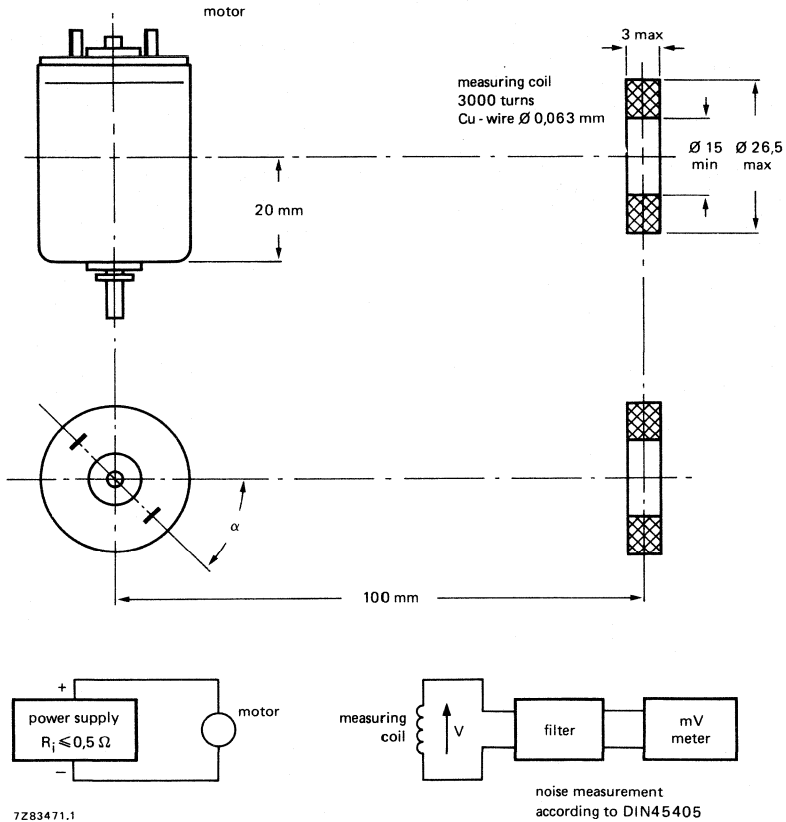 motor
3 max
measuring coil
3000 turns
Cu - wire Ø 0,063 mm
Ø 15
min
Ø 26,5
max
20 mm
α
100 mm
+
power supply
Ri ⩽ 0,5 Ω
−
motor
measuring
coil
V
filter
mV
meter
noise measurement
according to DIN45405
7Z83471.1